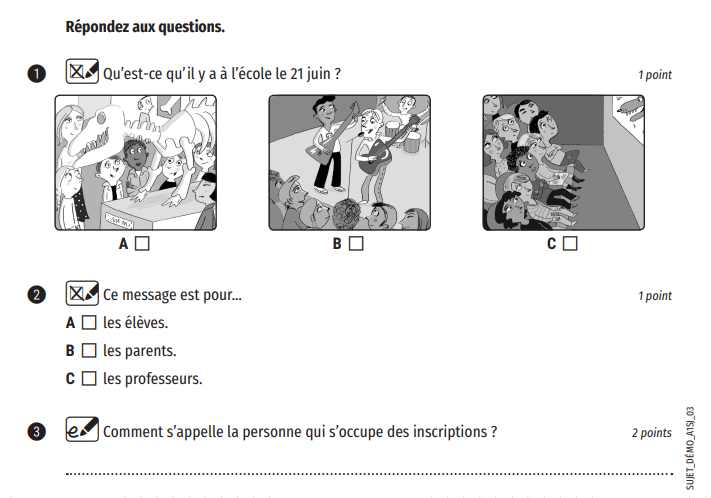 Répondez aux questions.
1 Qu'est-ce qu'il y a à l'école le 21 juin ? 1 point
A B C
2 Ce message est pour... 1 point
A les élèves.
B les parents.
C les professeurs.
3 Comment s'appelle la personne qui s'occupe des inscriptions ? 2 points
SUJET_DÉMO_A1SJ_03